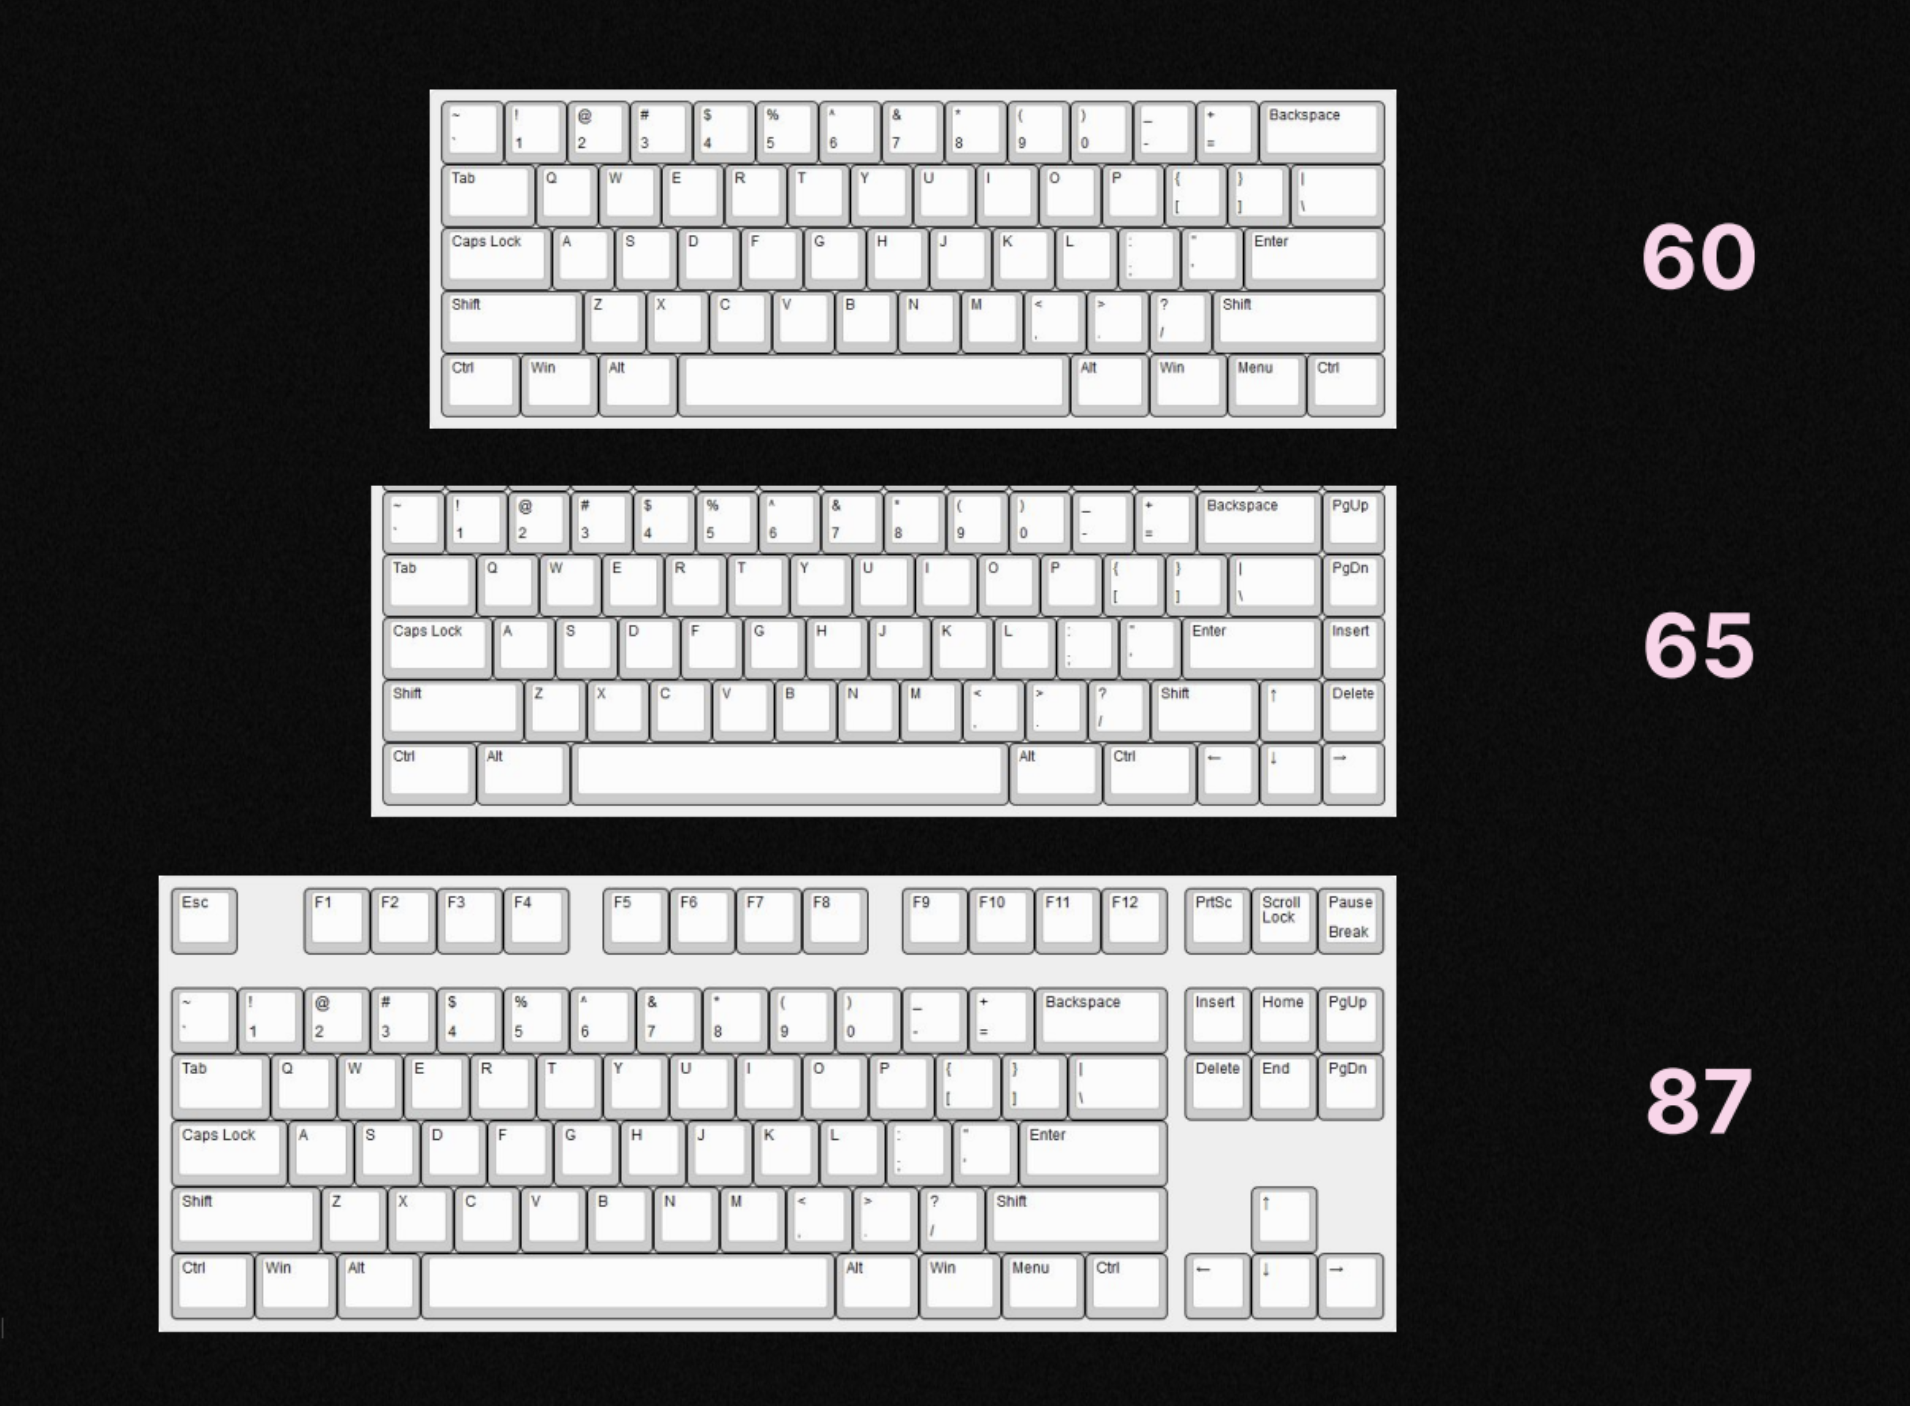 ~ ! @ # $ % ^ & * ( ) _ + Backspace
` 1 2 3 4 5 6 7 8 9 0 - =
Tab Q W E R T Y U I O P { } |
[ ] \
Caps Lock A S D F G H J K L : " Enter
; '
Shift Z X C V B N M < > ? Shift
, . /
Ctrl Win Alt Alt Win Menu Ctrl
60
~ ! @ # $ % ^ & * ( ) _ + Backspace PgUp
` 1 2 3 4 5 6 7 8 9 0 - =
Tab Q W E R T Y U I O P { } | PgDn
[ ] \
Caps Lock A S D F G H J K L : " Enter Insert
; '
Shift Z X C V B N M < > ? Shift ↑ Delete
, . /
Ctrl Alt Alt Ctrl ← ↓ →
65
Esc F1 F2 F3 F4 F5 F6 F7 F8 F9 F10 F11 F12 PrtSc Scroll Pause
Lock
Break
~ ! @ # $ % ^ & * ( ) _ + Backspace Insert Home PgUp
` 1 2 3 4 5 6 7 8 9 0 - =
Tab Q W E R T Y U I O P { } | Delete End PgDn
[ ] \
Caps Lock A S D F G H J K L : " Enter
; '
Shift Z X C V B N M < > ? Shift ↑
, . /
Ctrl Win Alt Alt Win Menu Ctrl ← ↓ →
87